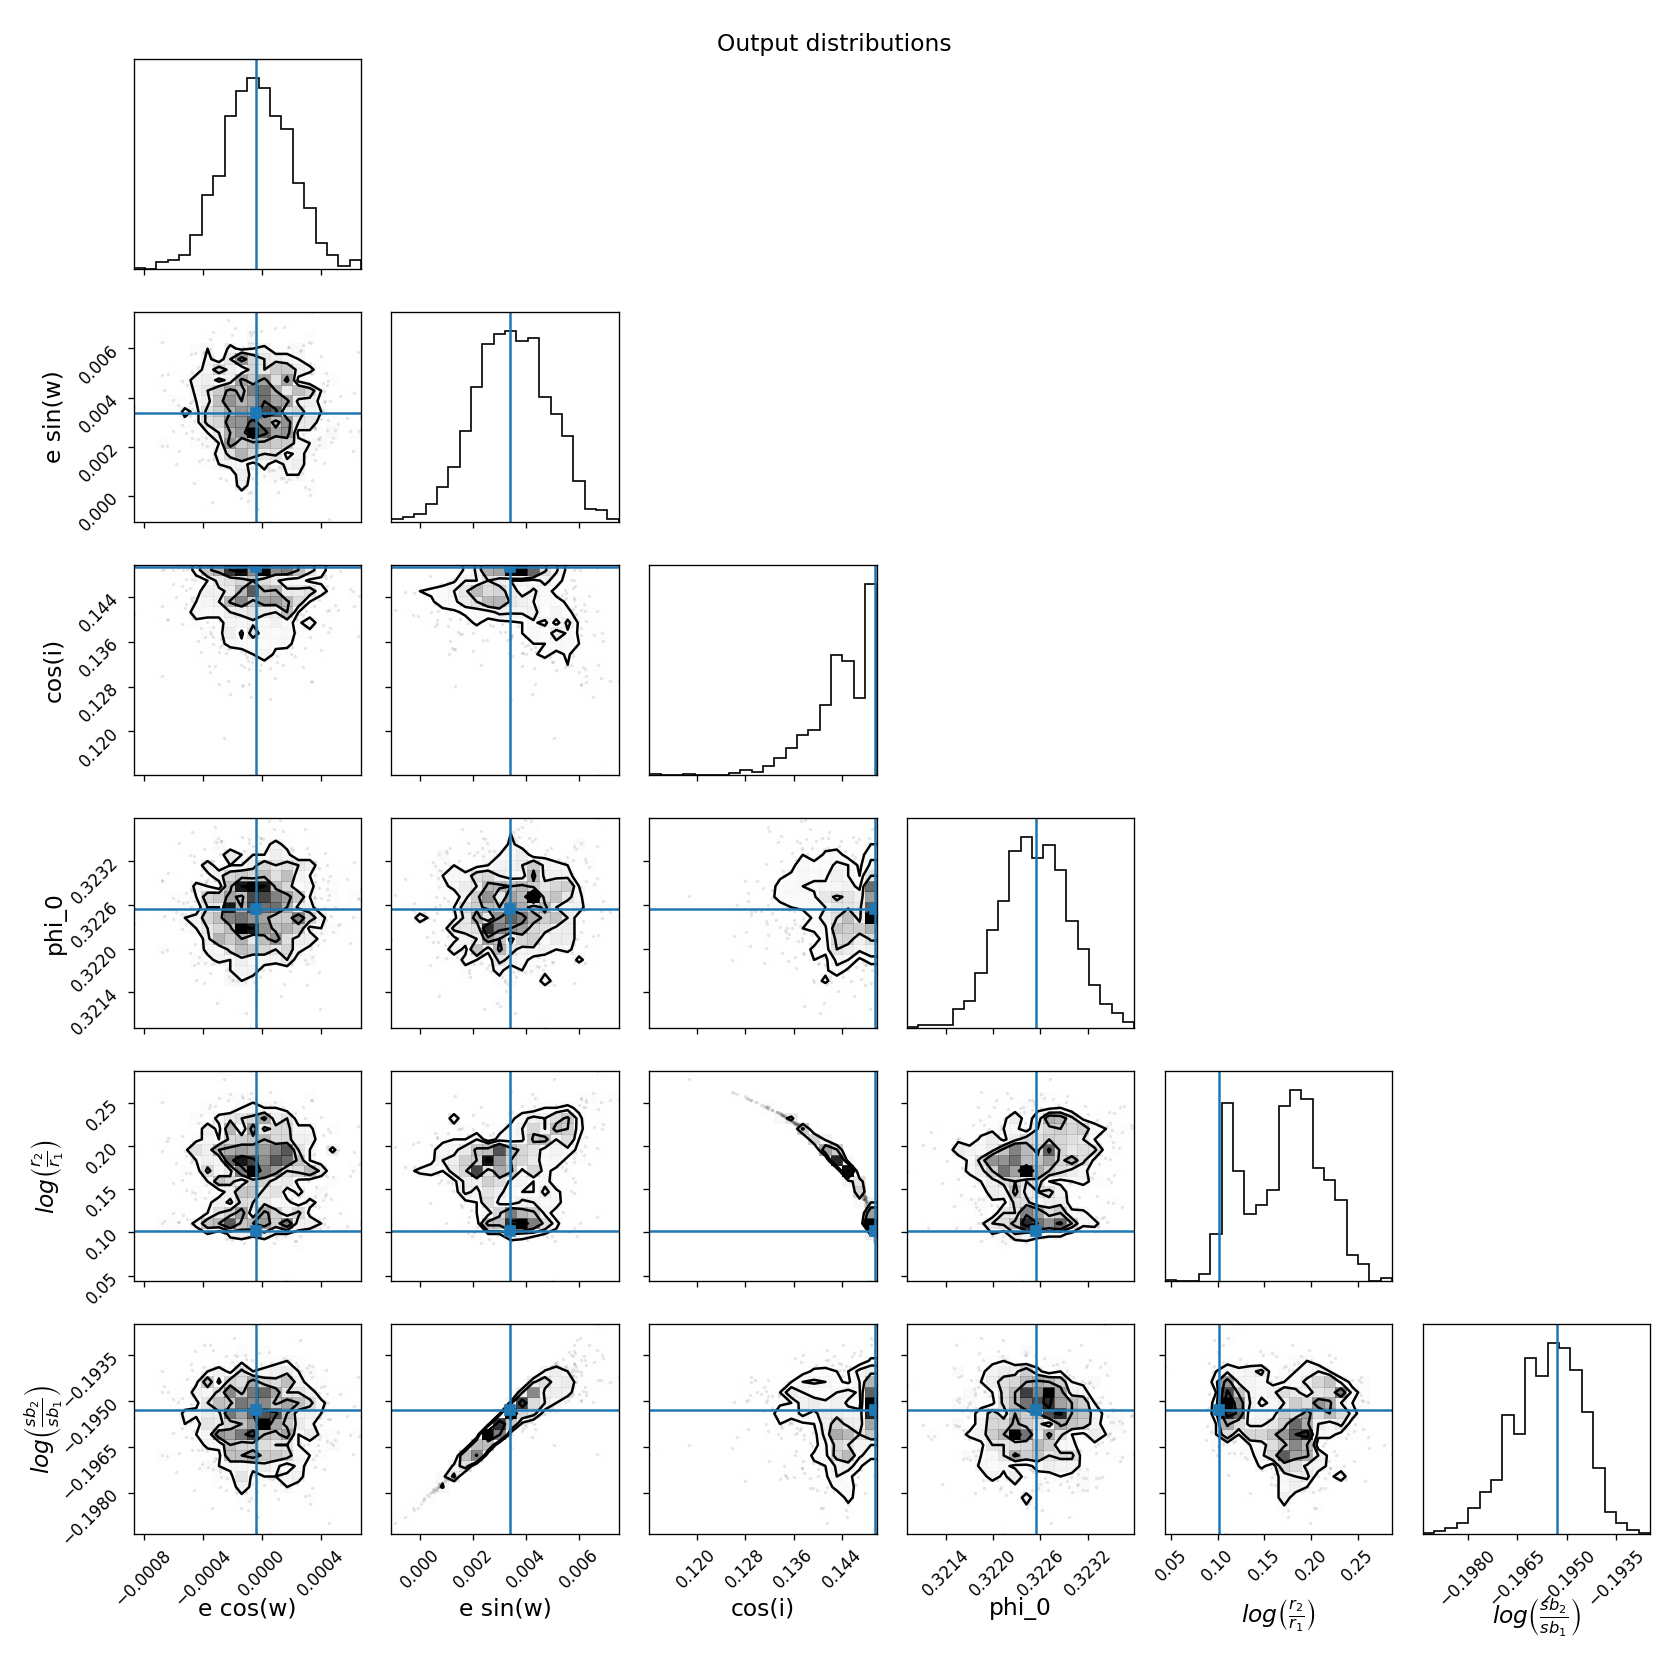 Output distributions
e sin(w)
0.006
0.004
0.002
0.000
cos(i)
0.144
0.136
0.128
0.120
phi_0
0.3232
0.3226
0.3220
0.3214
log(r₂/r₁)
0.25
0.20
0.15
0.10
0.05
log(sb₂/sb₁)
−0.1935
−0.1950
−0.1965
−0.1980
−0.0008 −0.0004 0.0000 0.0004
0.000 0.002 0.004 0.006
0.120 0.128 0.136 0.144
0.3214 0.3220 0.3226 0.3232
0.05 0.10 0.15 0.20 0.25
−0.1980 −0.1965 −0.1950 −0.1935
e cos(w) e sin(w) cos(i) phi_0 log(r₂/r₁) log(sb₂/sb₁)